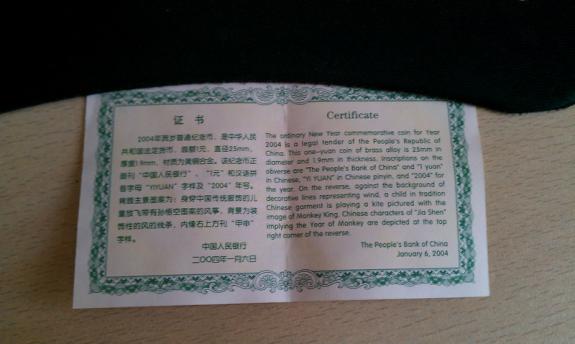 证 书
2004年贺岁普通纪念币，是中华人民
共和国法定货币，面额1元，直径25mm，
厚度1.9mm，材质为黄铜合金。该纪念币正
面刊“中国人民银行”、“1元”和汉语拼
音字母“YIYUAN”字样及“2004”年号。
背面主景图案为：身穿中国传统服饰的儿
童放飞带有孙悟空图案的风筝，背景为装
饰性的风的线条，内缘右上方刊“甲申”
字样。
中国人民银行
二〇〇四年一月六日
Certificate
The ordinary New Year commemorative coin for Year
2004 is a legal tender of the People's Republic of
China. This one-yuan coin of brass alloy is 25mm in
diameter and 1.9mm in thickness. Inscriptions on the
obverse are "The People's Bank of China" and "1 yuan"
in Chinese, "YI YUAN" in Chinese pinyin, and "2004" for
the year. On the reverse, against the background of
decorative lines representing wind, a child in tradition
Chinese garment is playing a kite pictured with the
image of Monkey King. Chinese characters of "Jia Shen"
implying the Year of Monkey are depicted at the top
right corner of the reverse.
The People's Bank of China
January 6, 2004